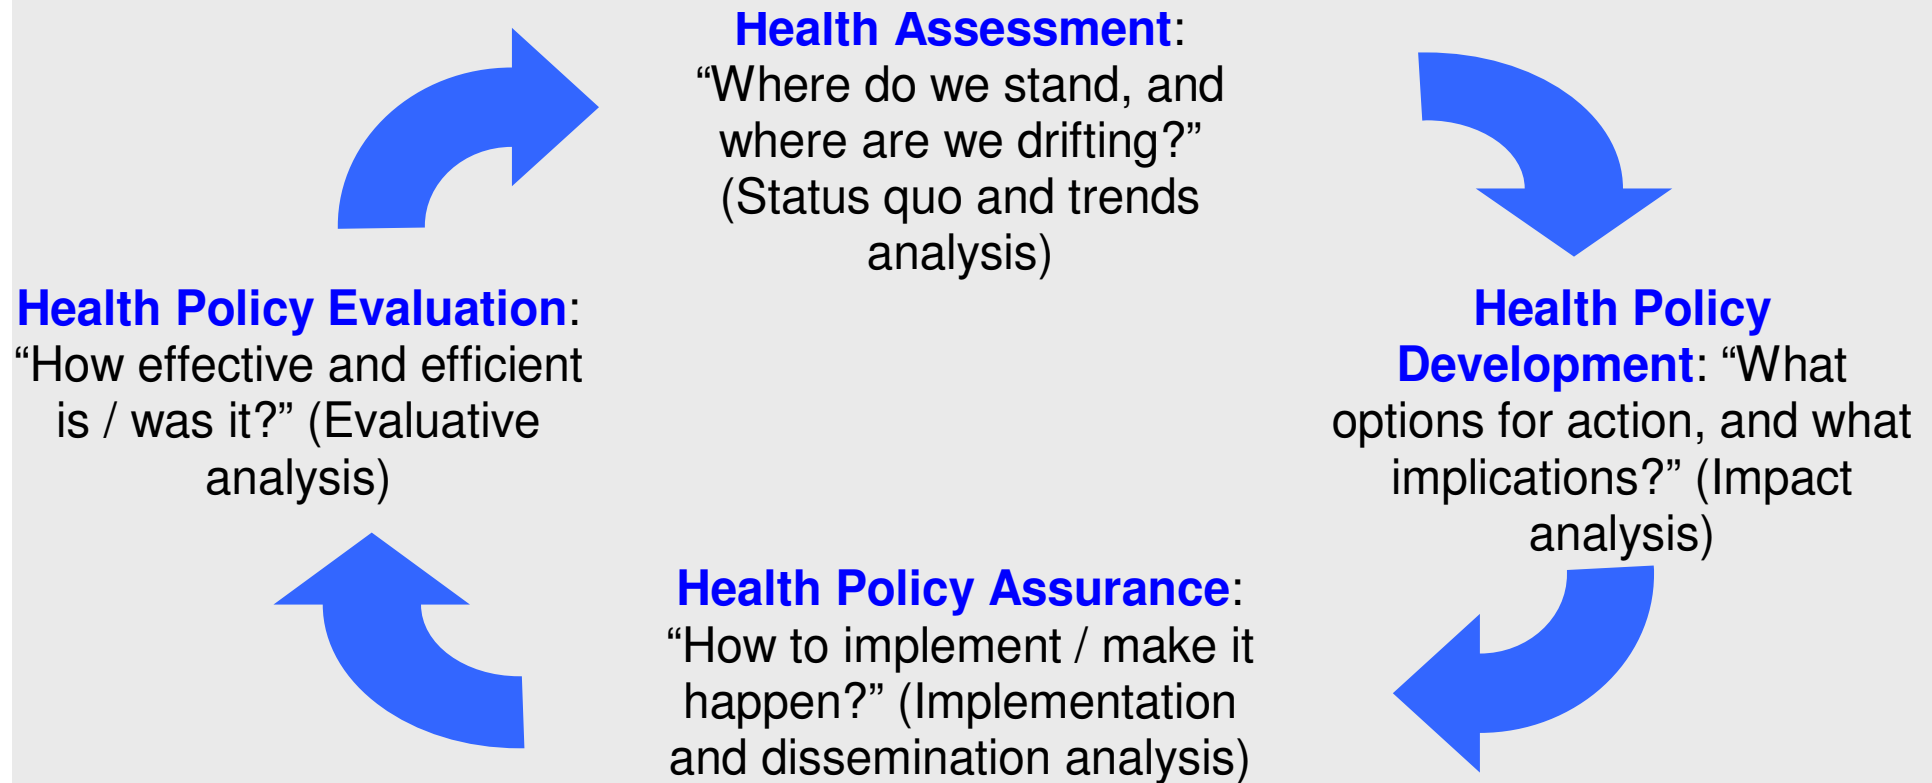 Health Assessment:
“Where do we stand, and
where are we drifting?”
(Status quo and trends
analysis)
Health Policy
Development: “What
options for action, and what
implications?” (Impact
analysis)
Health Policy Assurance:
“How to implement / make it
happen?” (Implementation
and dissemination analysis)
Health Policy Evaluation:
“How effective and efficient
is / was it?” (Evaluative
analysis)